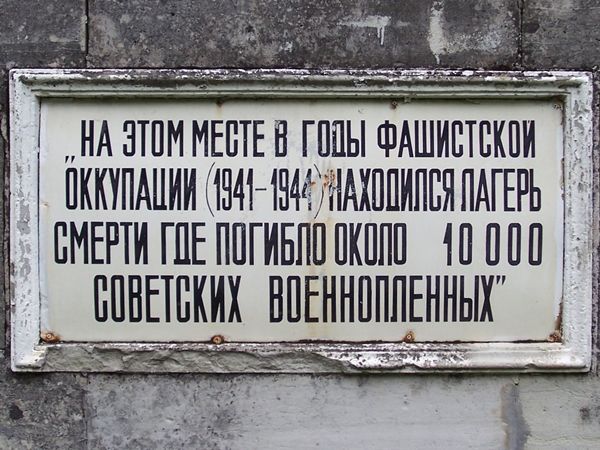 „НА ЭТОМ МЕСТЕ В ГОДЫ ФАШИСТСКОЙ
ОККУПАЦИИ (1941-1944) НАХОДИЛСЯ ЛАГЕРЬ
СМЕРТИ ГДЕ ПОГИБЛО ОКОЛО 10 000
СОВЕТСКИХ ВОЕННОПЛЕННЫХ”